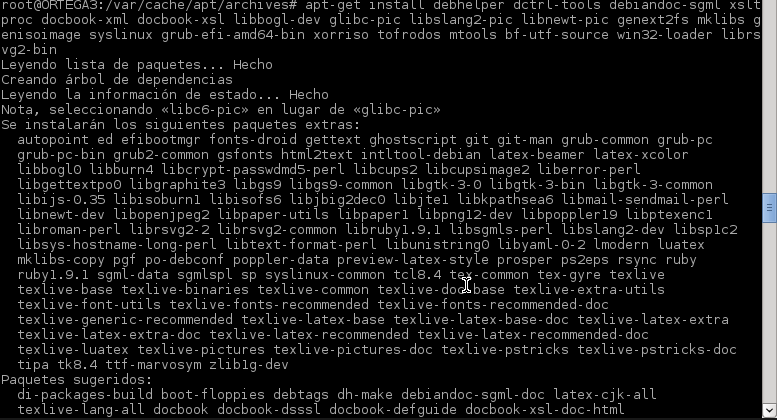 root@ORTEGA3:/var/cache/apt/archives# apt-get install debhelper dctrl-tools debiandoc-sgml xslt
proc docbook-xml docbook-xsl libbogl-dev glibc-pic libslang2-pic libnewt-pic genext2fs mklibs g
enisoimage syslinux grub-efi-amd64-bin xorriso tofrodos mtools bf-utf-source win32-loader librs
vg2-bin
Leyendo lista de paquetes... Hecho
Creando árbol de dependencias
Leyendo la información de estado... Hecho
Nota, seleccionando «libc6-pic» en lugar de «glibc-pic»
Se instalarán los siguientes paquetes extras:
autopoint ed efibootmgr fonts-droid gettext ghostscript git git-man grub-common grub-pc
grub-pc-bin grub2-common gsfonts html2text intltool-debian latex-beamer latex-xcolor
libbogl0 libburn4 libcrypt-passwdmd5-perl libcups2 libcupsimage2 liberror-perl
libgettextpo0 libgraphite3 libgs9 libgs9-common libgtk-3-0 libgtk-3-bin libgtk-3-common
libijs-0.35 libisoburn1 libisofs6 libjbig2dec0 libjte1 libkpathsea6 libmail-sendmail-perl
libnewt-dev libopenjpeg2 libpaper-utils libpaper1 libpng12-dev libpoppler19 libptexenc1
libroman-perl librsvg2-2 librsvg2-common libruby1.9.1 libsgmls-perl libslang2-dev libsp1c2
libsys-hostname-long-perl libtext-format-perl libunistring0 libyaml-0-2 lmodern luatex
mklibs-copy pgf po-debconf poppler-data preview-latex-style prosper ps2eps rsync ruby
ruby1.9.1 sgml-data sgmlspl sp syslinux-common tcl8.4 tex-common tex-gyre texlive
texlive-base texlive-binaries texlive-common texlive-doc-base texlive-extra-utils
texlive-font-utils texlive-fonts-recommended texlive-fonts-recommended-doc
texlive-generic-recommended texlive-latex-base texlive-latex-base-doc texlive-latex-extra
texlive-latex-extra-doc texlive-latex-recommended texlive-latex-recommended-doc
texlive-luatex texlive-pictures texlive-pictures-doc texlive-pstricks texlive-pstricks-doc
tipa tk8.4 ttf-marvosym zlib1g-dev
Paquetes sugeridos:
di-packages-build boot-floppies debtags dh-make debiandoc-sgml-doc latex-cjk-all
texlive-lang-all docbook docbook-dsssl docbook-defguide docbook-xsl-doc-html